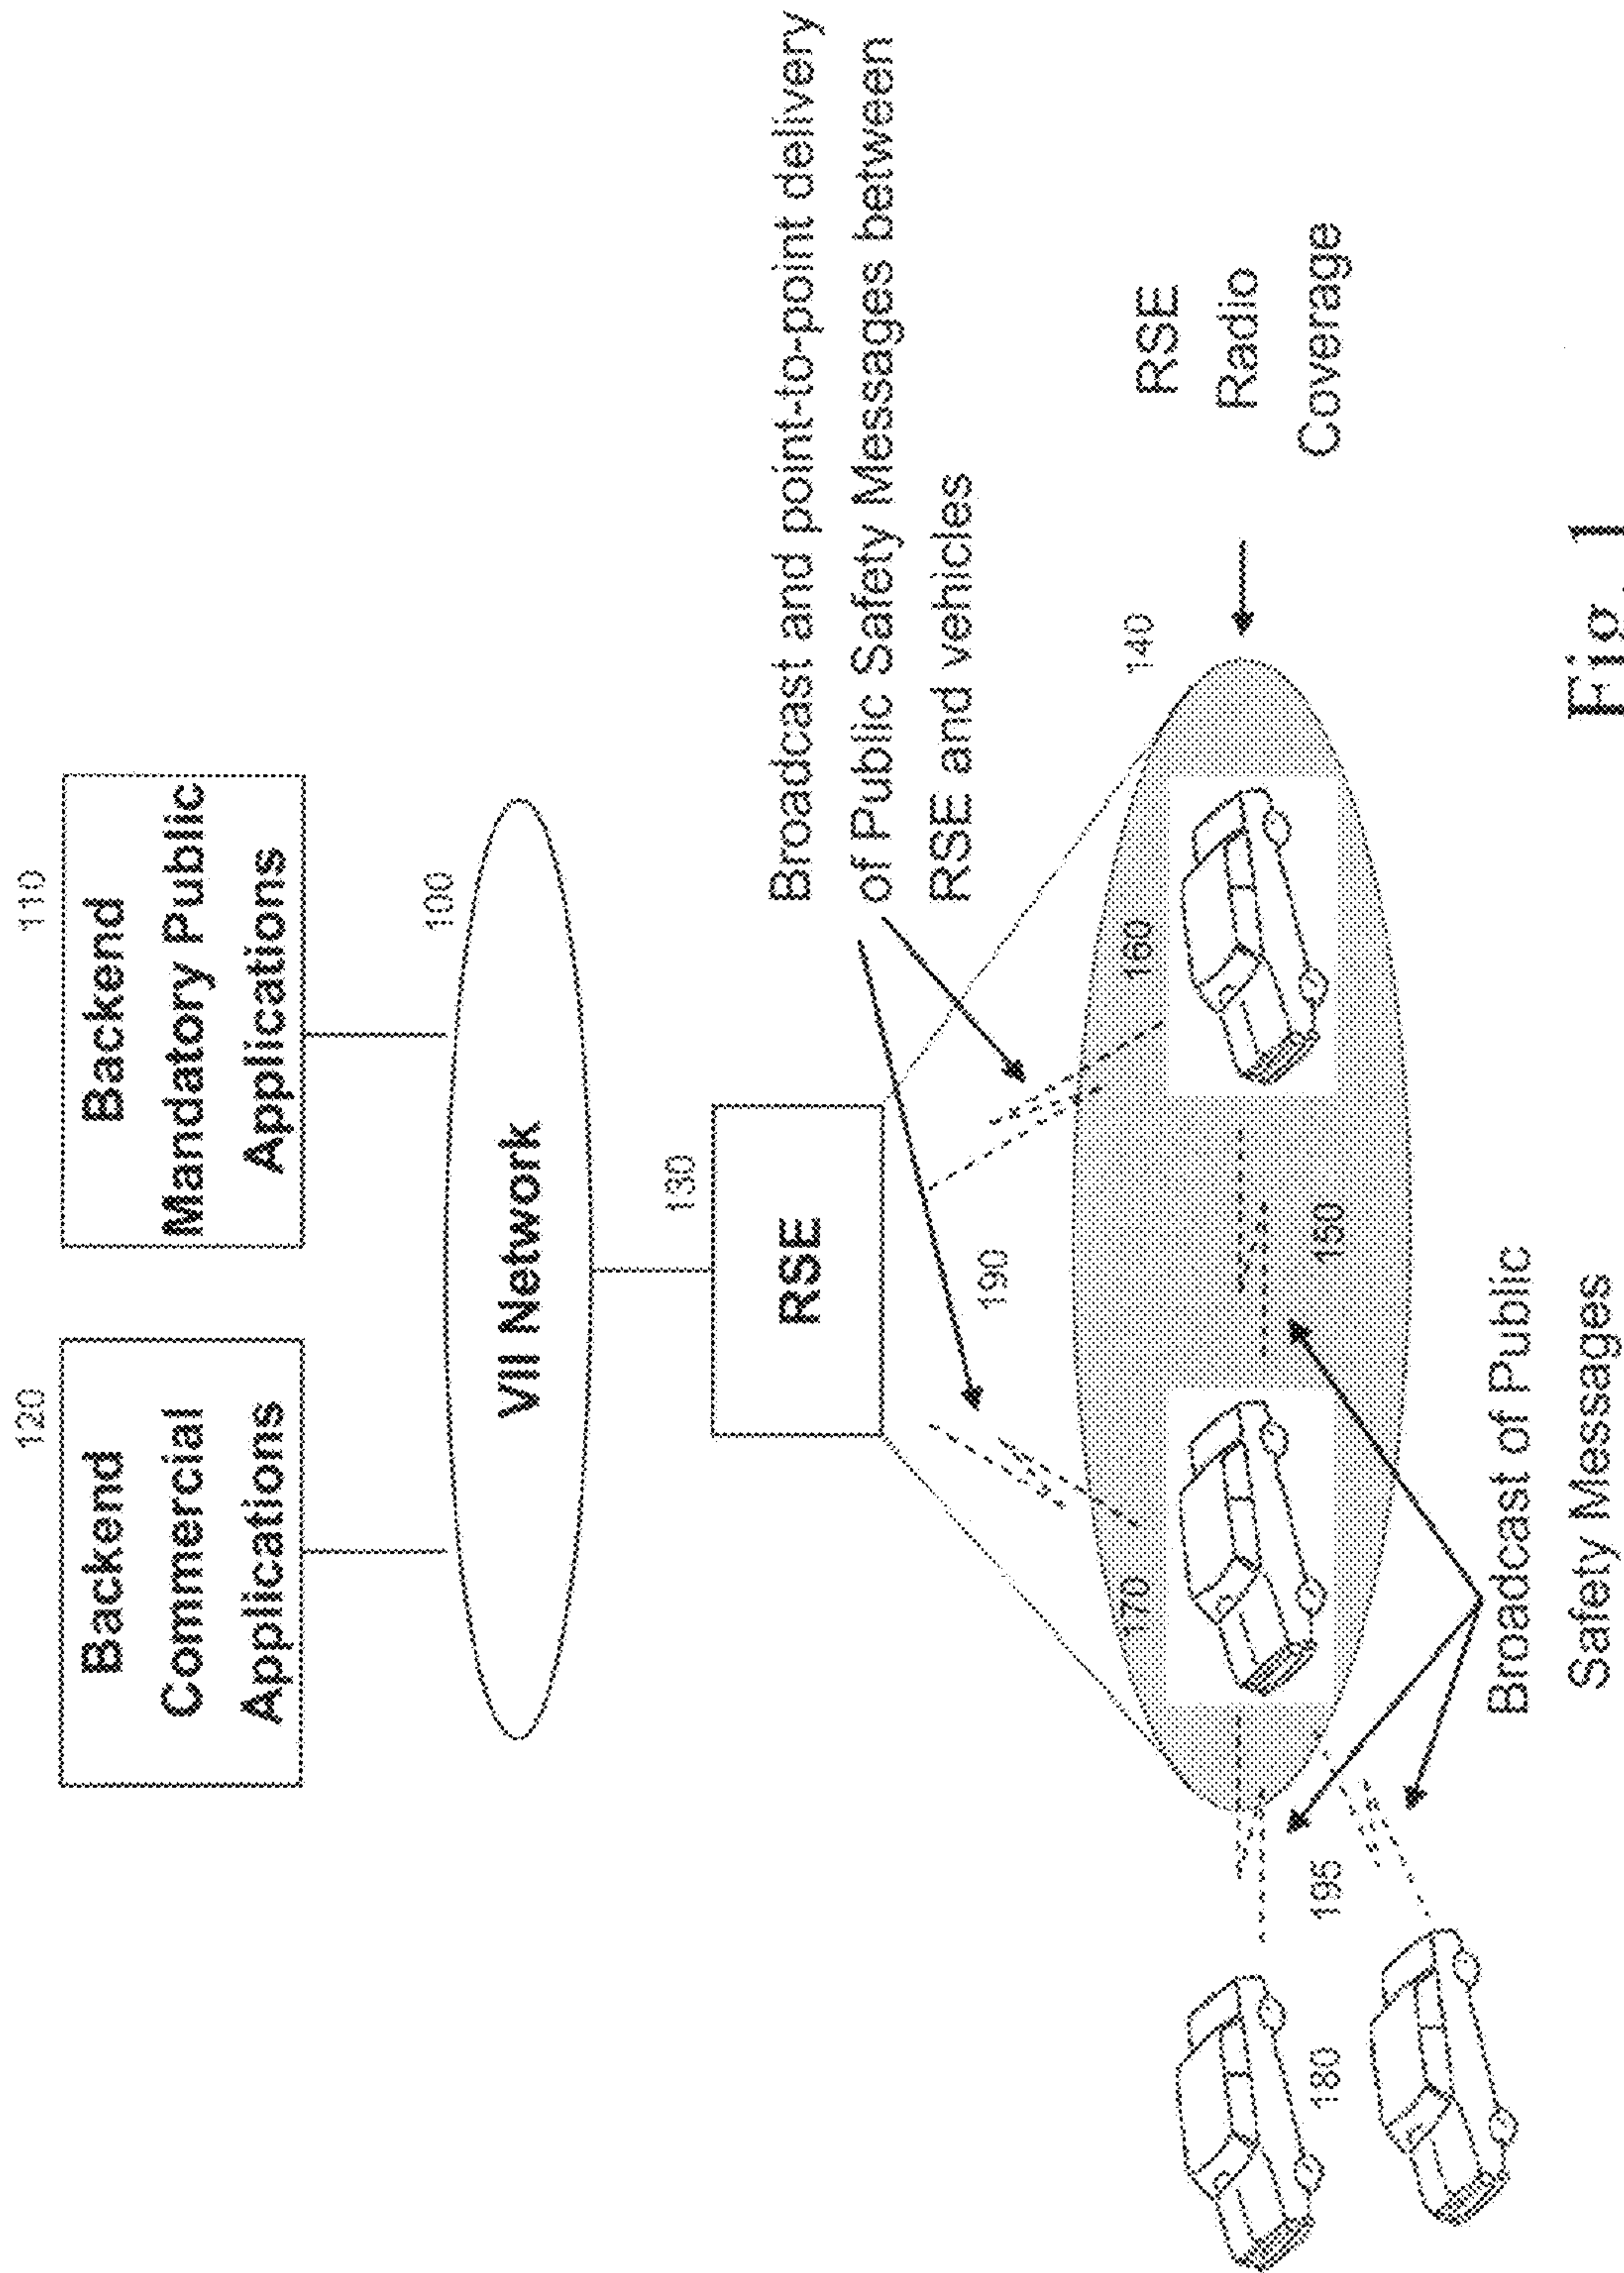 120
Backend
Commercial
Applications
110
Backend
Mandatory Public
Applications
100
VII Network
130
RSE
Broadcast and point-to-point delivery
of Public Safety Messages between
RSE and vehicles
190
140
170
160
RSE
Radio
Coverage
150
180
195
Broadcast of Public
Safety Messages
Fig. 1